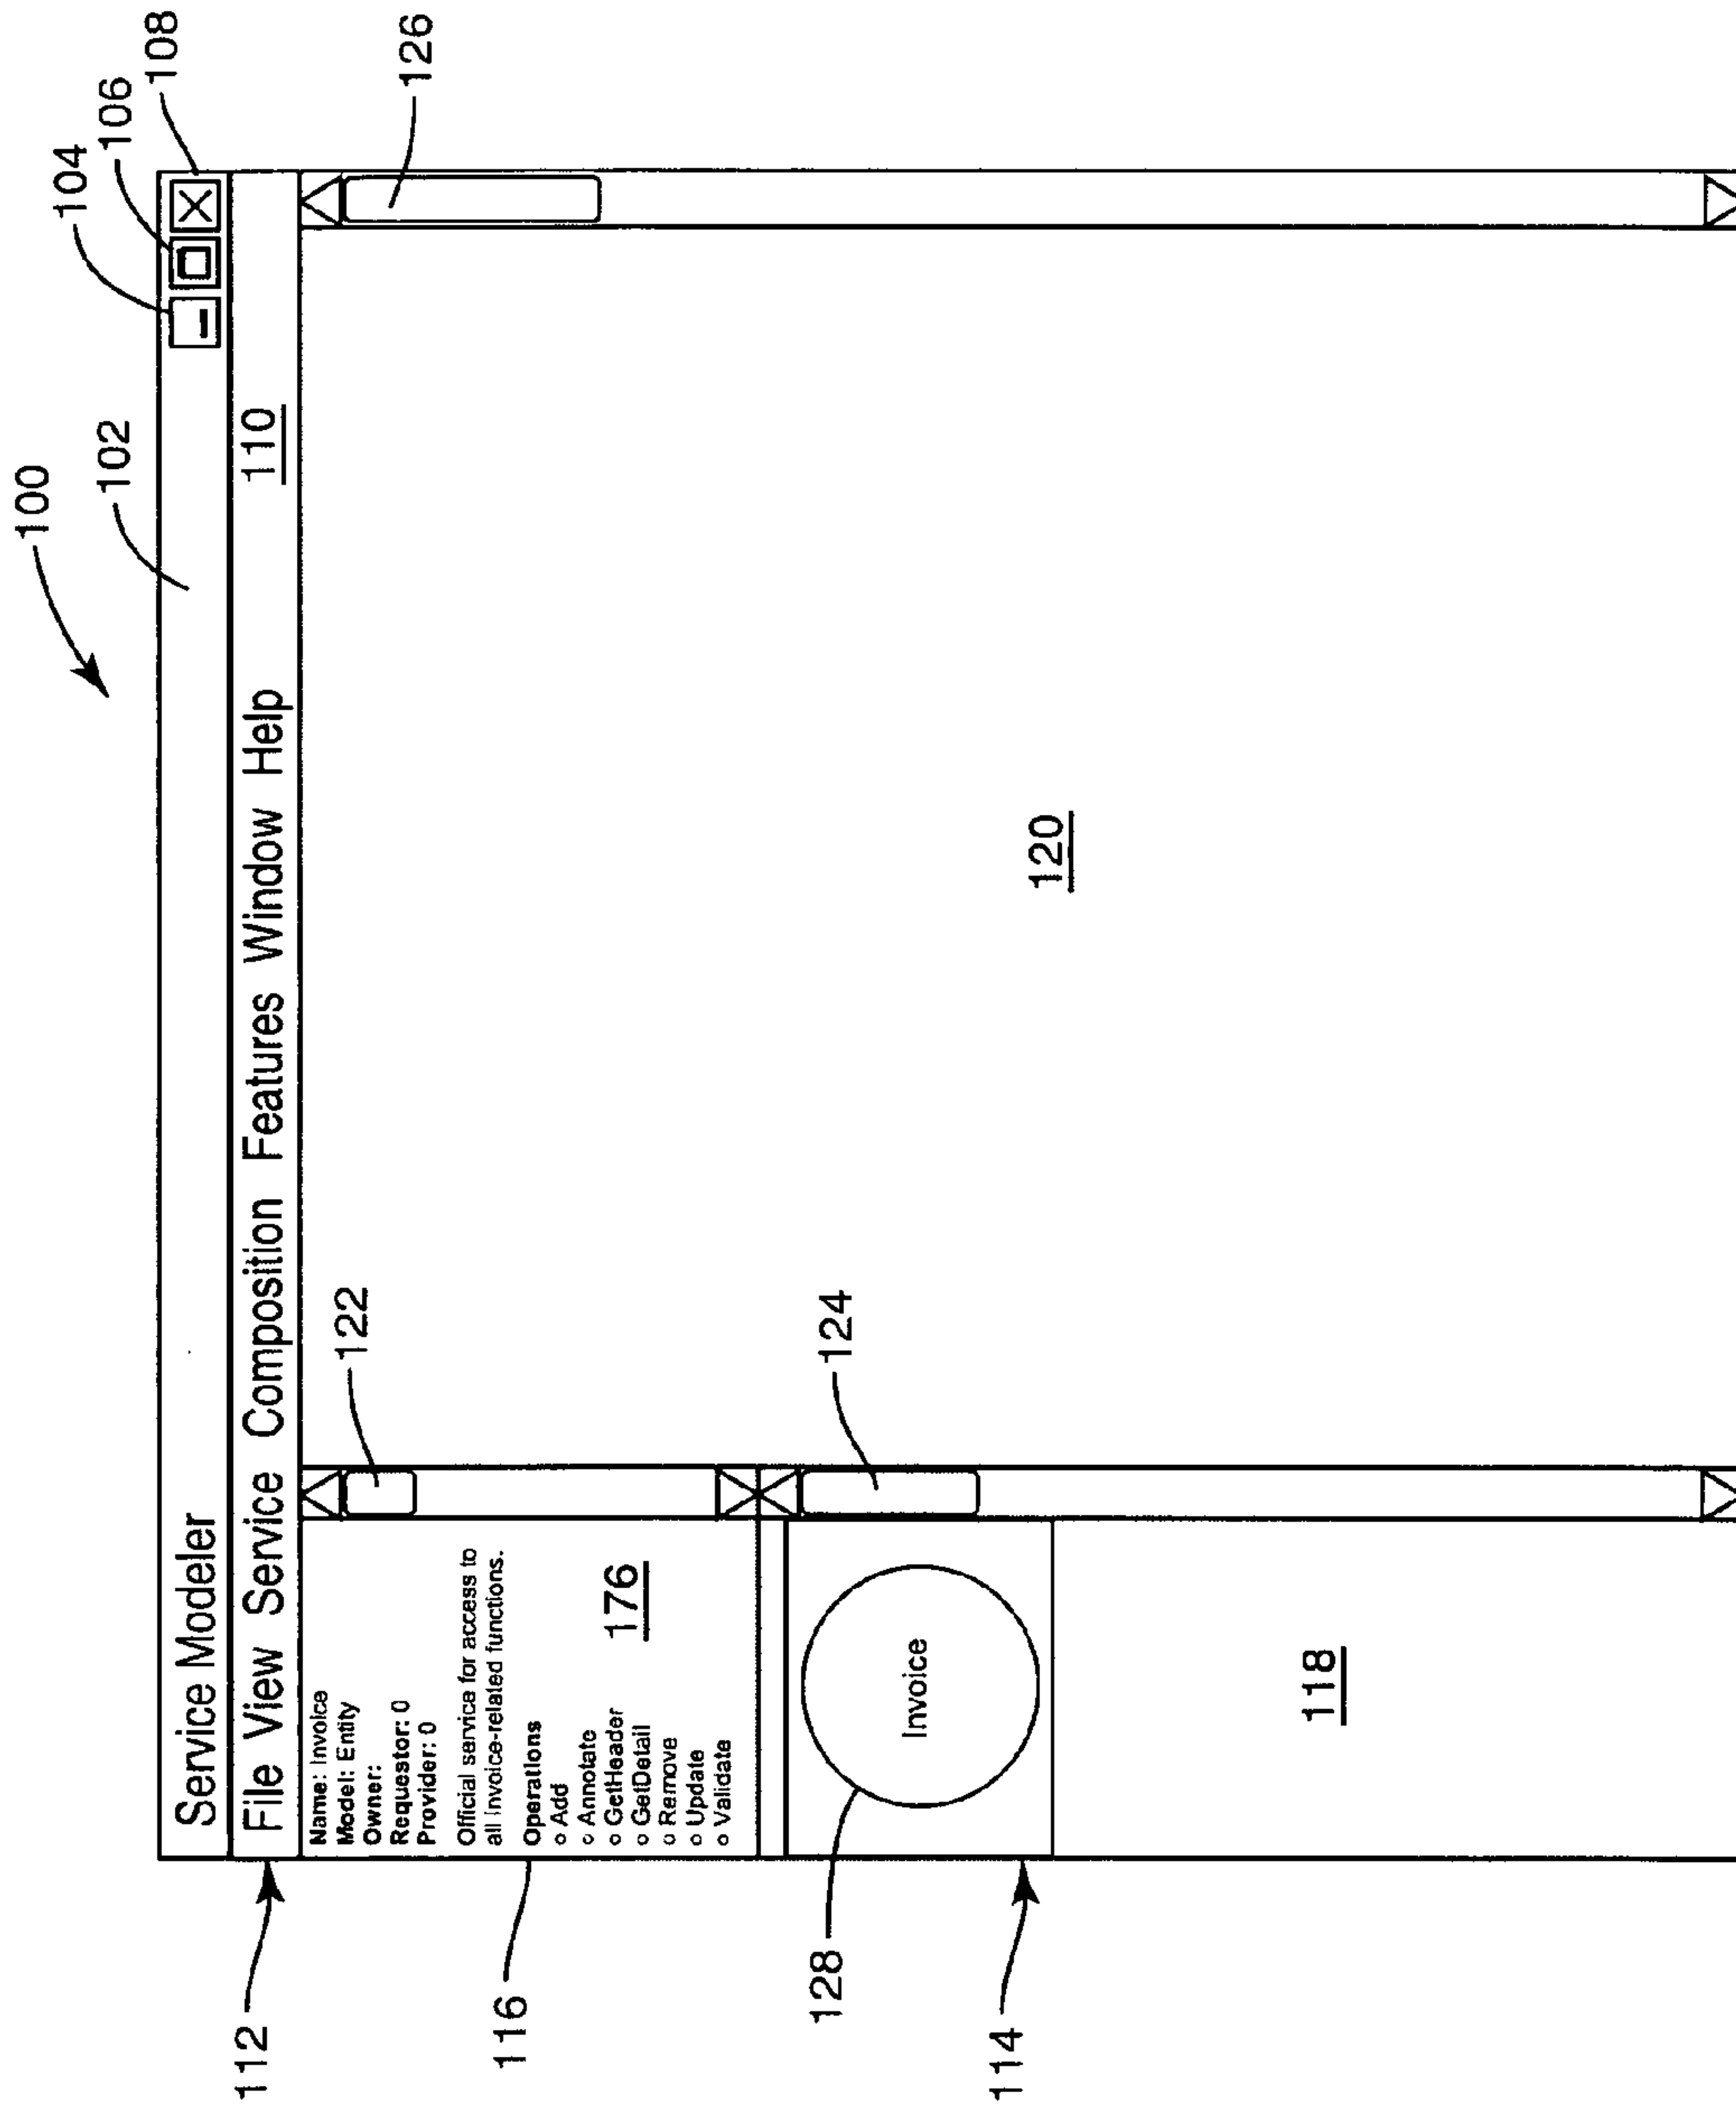 100
102
104
106
108
Service Modeler
112
File View Service Composition Features Window Help
110
122
126
Name: Invoice
Model: Entity
Owner:
Requestor: 0
Provider: 0
Official service for access to
all Invoice-related functions.
116
Operations
o Add
o Annotate
o GetHeader
o GetDetail
o Remove
o Update
o Validate
176
124
128
Invoice
120
114
118